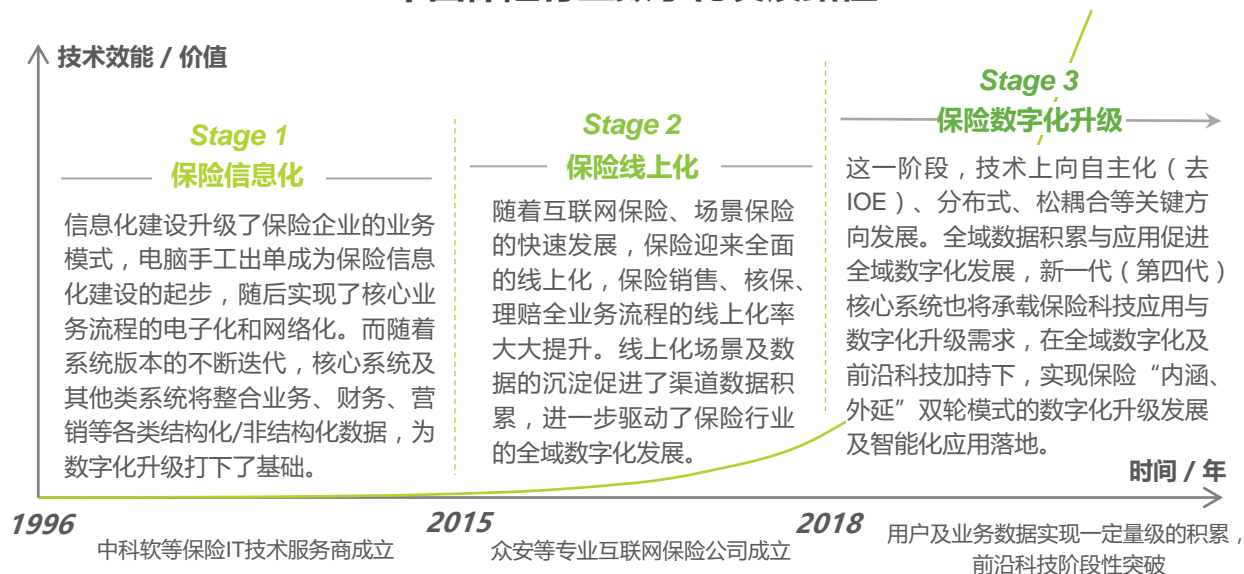 技术效能 / 价值
Stage 1
保险信息化
信息化建设升级了保险企业的业务
模式，电脑手工出单成为保险信息
化建设的起步，随后实现了核心业
务流程的电子化和网络化。而随着
系统版本的不断迭代，核心系统及
其他类系统将整合业务、财务、营
销等各类结构化/非结构化数据，为
数字化升级打下了基础。
Stage 2
保险线上化
随着互联网保险、场景保险
的快速发展，保险迎来全面
的线上化，保险销售、核保、
理赔全业务流程的线上化率
大大提升。线上化场景及数
据的沉淀促进了渠道数据积
累，进一步驱动了保险行业
的全域数字化发展。
Stage 3
保险数字化升级
这一阶段，技术上向自主化（去
IOE）、分布式、松耦合等关键方
向发展。全域数据积累与应用促进
全域数字化发展，新一代（第四代）
核心系统也将承载保险科技应用与
数字化升级需求，在全域数字化及
前沿科技加持下，实现保险“内涵、
外延”双轮模式的数字化升级发展
及智能化应用落地。
时间 / 年
1996
中科软等保险IT技术服务商成立
2015
众安等专业互联网保险公司成立
2018
用户及业务数据实现一定量级的积累，
前沿科技阶段性突破